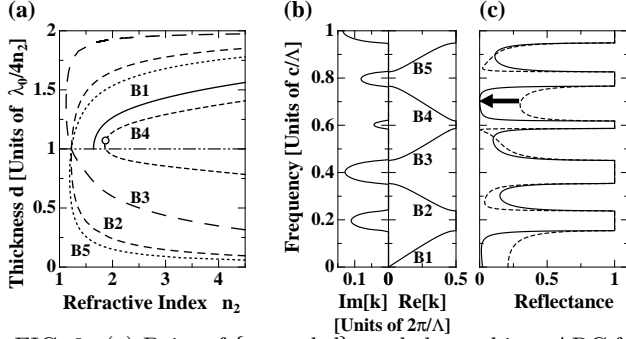 (a)
Thickness d [Units of λ0/4n2]
2
1.5
1
0.5
0
B1
B4
B3
B2
B5
1
2
3
4
Refractive Index n2
(b)
Frequency [Units of c/Λ]
1
0.8
0.6
0.4
0.2
0
B5
B4
B3
B2
B1
0.1
0
0.5
Im[k] Re[k]
[Units of 2π/Λ]
(c)
0
0.5
1
Reflectance